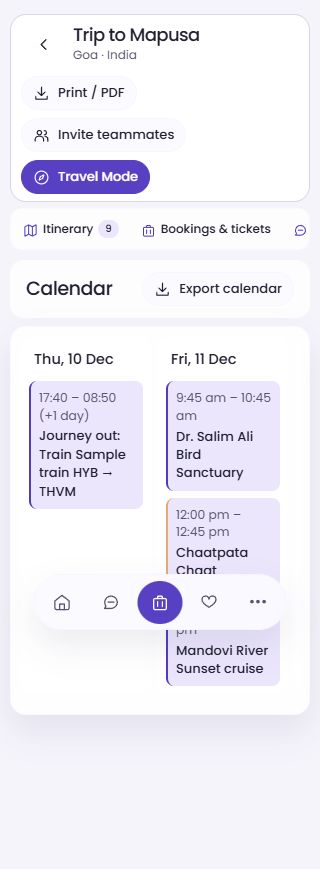 Trip to Mapusa
Goa · India
Print / PDF
Invite teammates
Travel Mode
Itinerary 9
Bookings & tickets
Calendar
Export calendar
Thu, 10 Dec
17:40 – 08:50
(+1 day)
Journey out:
Train Sample
train HYB →
THVM
Fri, 11 Dec
9:45 am – 10:45
am
Dr. Salim Ali
Bird
Sanctuary
12:00 pm –
12:45 pm
Chaatpata
Chaat
pm
Mandovi River
Sunset cruise